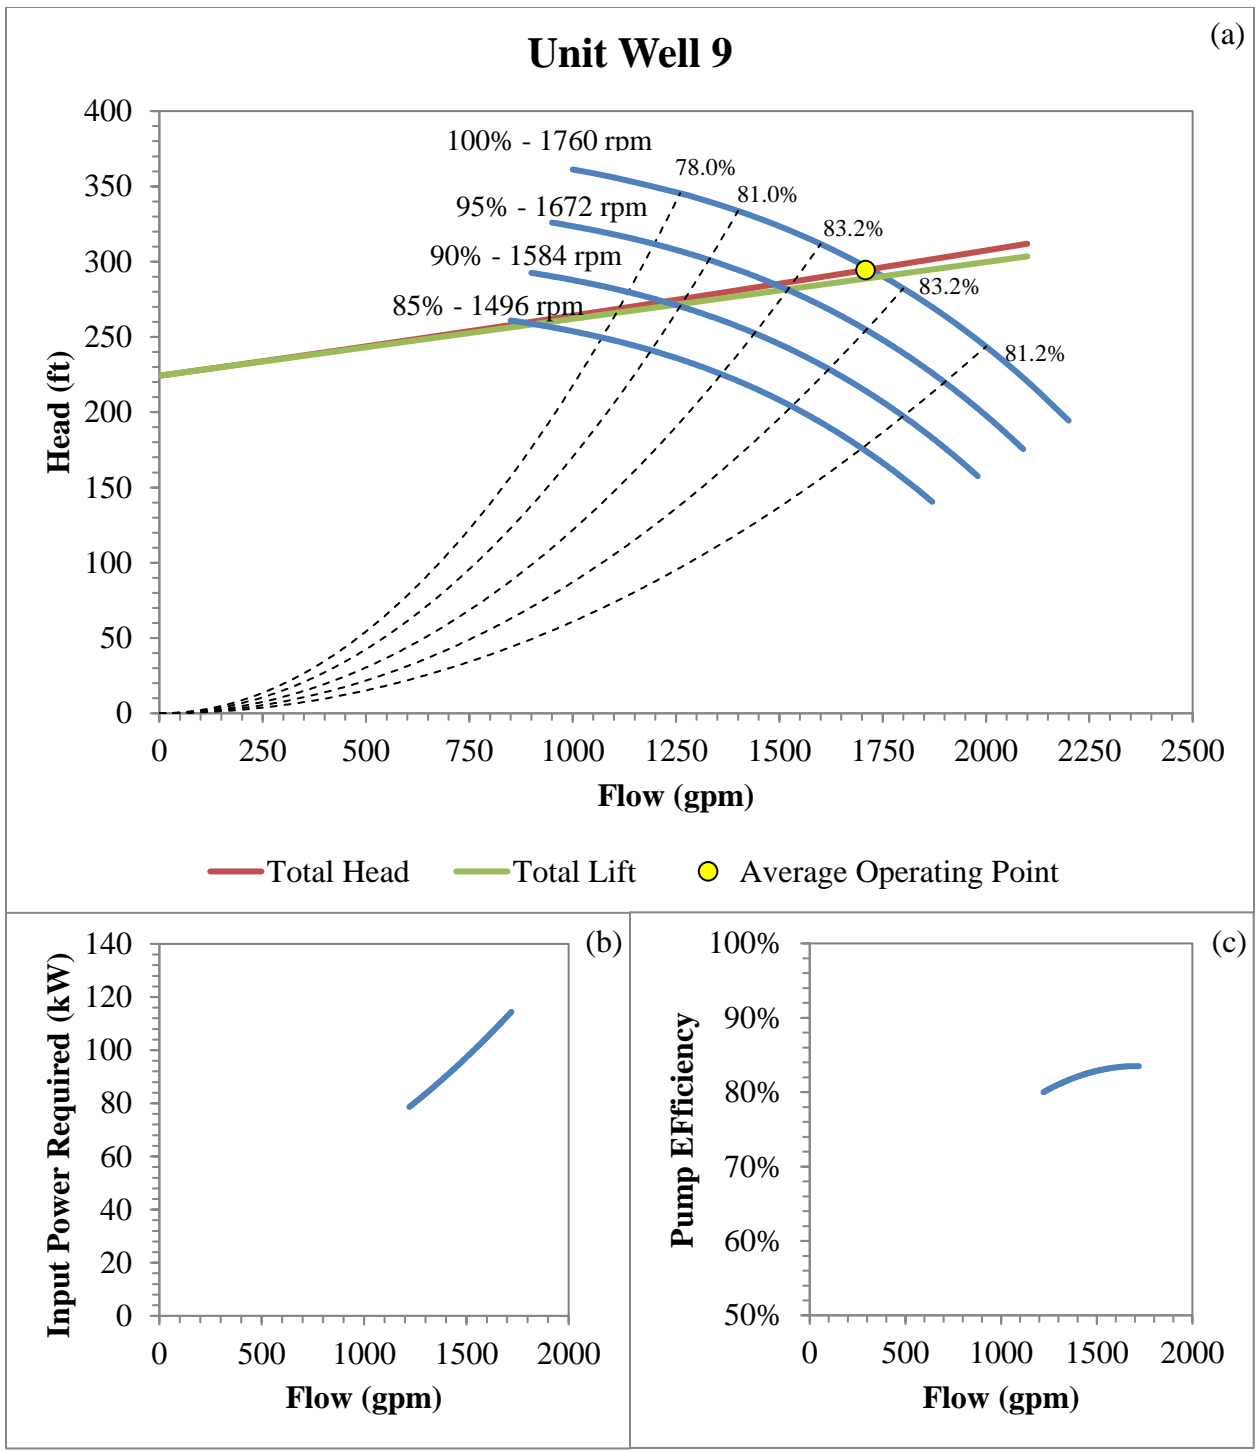 (a)
Unit Well 9
400
350
300
250
200
150
100
50
0
Head (ft)
100% - 1760 rpm
95% - 1672 rpm
90% - 1584 rpm
85% - 1496 rpm
78.0%
81.0%
83.2%
83.2%
81.2%
0 250 500 750 1000 1250 1500 1750 2000 2250 2500
Flow (gpm)
Total Head Total Lift Average Operating Point
(b)
140
120
100
80
60
40
20
0
Input Power Required (kW)
0 500 1000 1500 2000
Flow (gpm)
(c)
100%
90%
80%
70%
60%
50%
Pump EFficiency
0 500 1000 1500 2000
Flow (gpm)